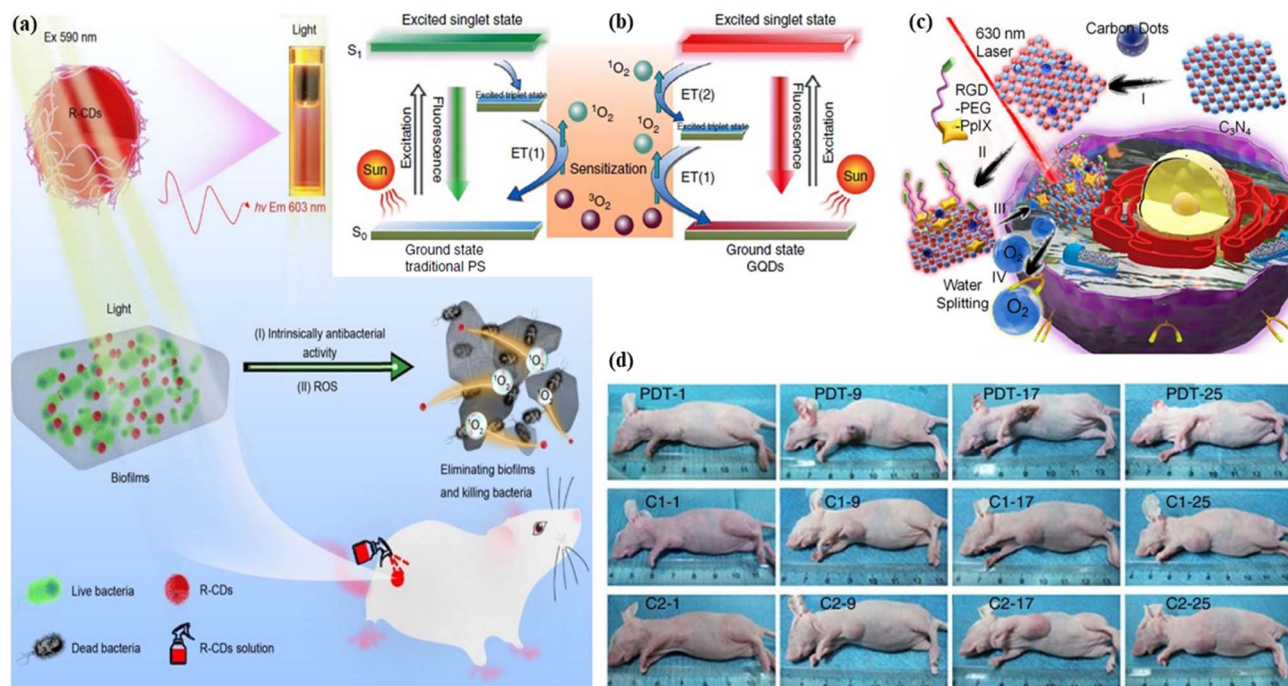 (a)
Ex 590 nm
R-CDs
Light
hν Em 603 nm
Light
(I) Intrinsically antibacterial
activity
(II) ROS
¹O₂
¹O₂
¹O₂
¹O₂
Biofilms
Eliminating biofilms
and killing bacteria
Live bacteria
R-CDs
Dead bacteria
R-CDs solution
(b)
Excited singlet state
S₁
Excited triplet state
Excitation
Fluorescence
ET(1)
Sun
S₀
Ground state
traditional PS
¹O₂
¹O₂
¹O₂
Sensitization
³O₂
Excited singlet state
ET(2)
Excited triplet state
ET(1)
Fluorescence
Excitation
Sun
Ground state
GQDs
(c)
630 nm
Laser
Carbon Dots
RGD
-PEG
-PpIX
I
C₃N₄
II
III
O₂
IV
Water
Splitting
O₂
(d)
PDT-1
PDT-9
PDT-17
PDT-25
C1-1
C1-9
C1-17
C1-25
C2-1
C2-9
C2-17
C2-25